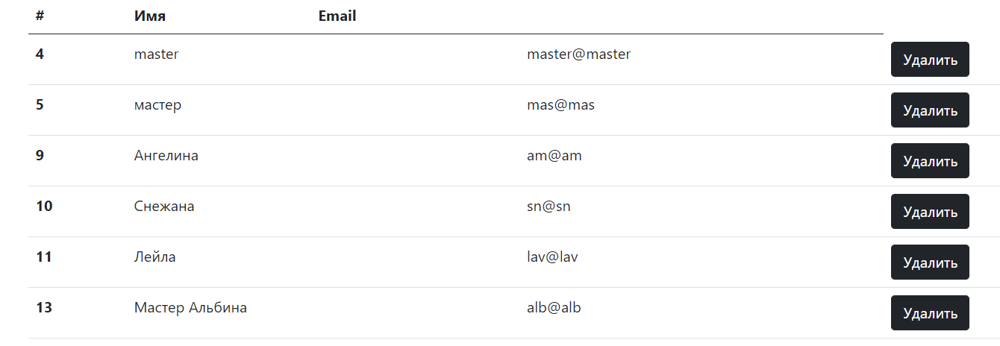 # Имя Email
4 master master@master Удалить
5 мастер mas@mas Удалить
9 Ангелина am@am Удалить
10 Снежана sn@sn Удалить
11 Лейла lav@lav Удалить
13 Мастер Альбина alb@alb Удалить